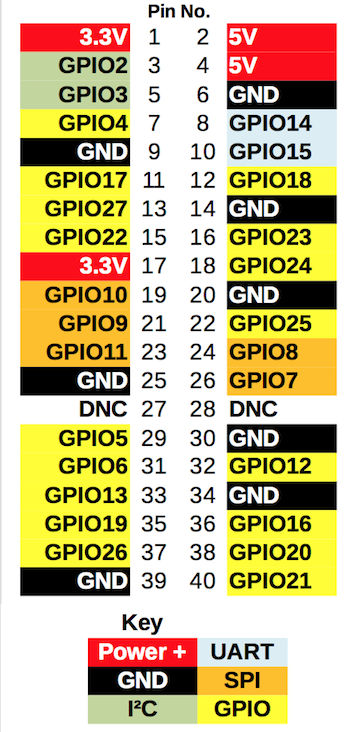 Pin No.
3.3V 1 2 5V
GPIO2 3 4 5V
GPIO3 5 6 GND
GPIO4 7 8 GPIO14
GND 9 10 GPIO15
GPIO17 11 12 GPIO18
GPIO27 13 14 GND
GPIO22 15 16 GPIO23
3.3V 17 18 GPIO24
GPIO10 19 20 GND
GPIO9 21 22 GPIO25
GPIO11 23 24 GPIO8
GND 25 26 GPIO7
DNC 27 28 DNC
GPIO5 29 30 GND
GPIO6 31 32 GPIO12
GPIO13 33 34 GND
GPIO19 35 36 GPIO16
GPIO26 37 38 GPIO20
GND 39 40 GPIO21
Key
Power + UART
GND SPI
I²C GPIO